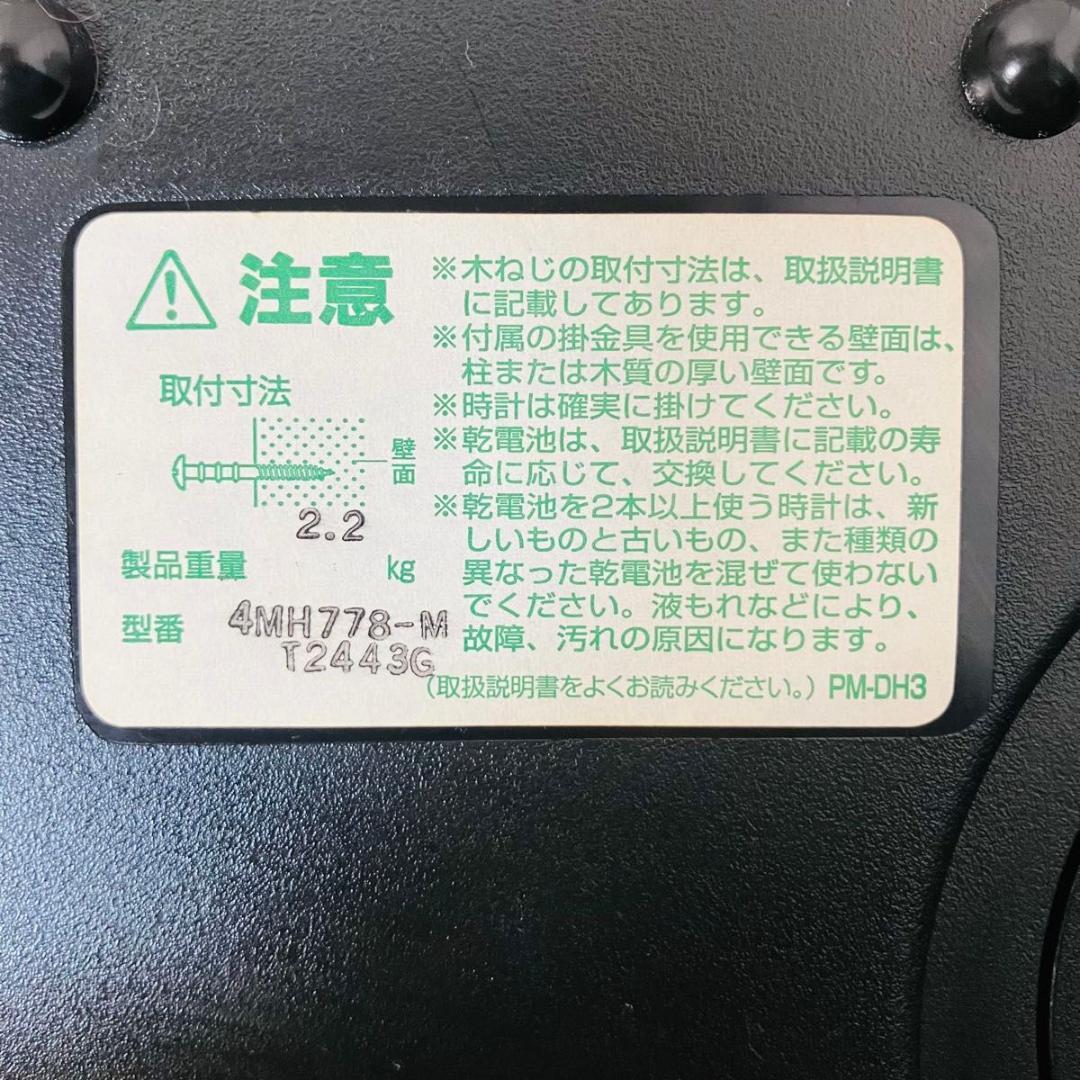 注意
取付寸法
壁面
2.2
製品重量 kg
型番 4MH778-M
T2443G
※木ねじの取付寸法は、取扱説明書
に記載してあります。
※付属の掛金具を使用できる壁面は、
柱または木質の厚い壁面です。
※時計は確実に掛けてください。
※乾電池は、取扱説明書に記載の寿
命に応じて、交換してください。
※乾電池を2本以上使う時計は、新
しいものと古いもの、また種類の
異なった乾電池を混ぜて使わない
でください。液もれなどにより、
故障、汚れの原因になります。
(取扱説明書をよくお読みください。) PM-DH3